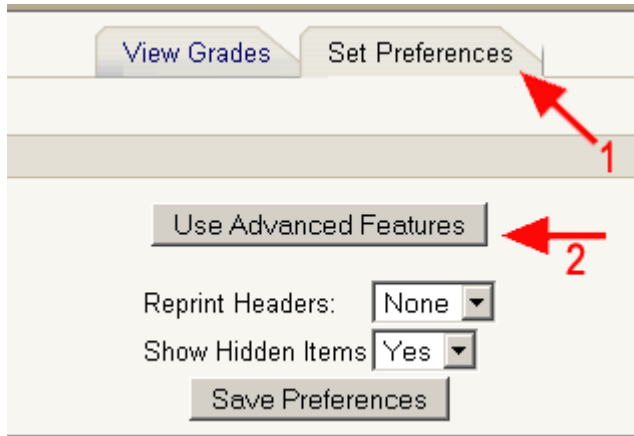 View Grades Set Preferences
1
Use Advanced Features
2
Reprint Headers: None
Show Hidden Items Yes
Save Preferences